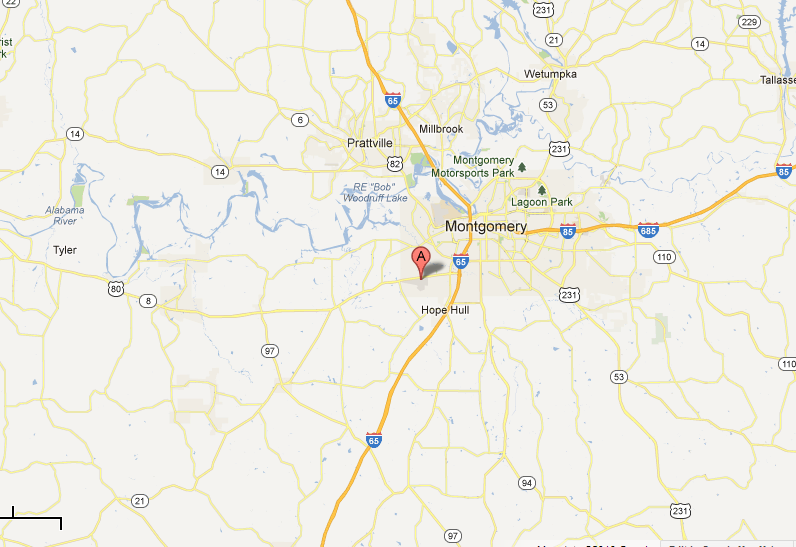 22
231
229
21
14
rist
rk
Wetumpka
Tallasse
65
53
6
Millbrook
14
Prattville
231
82
Montgomery
Motorsports Park
14
85
RE "Bob"
Woodruff Lake
Lagoon Park
Alabama
River
Montgomery
85
685
Tyler
A
65
110
80
8
231
Hope Hull
97
110
53
65
94
21
231
97